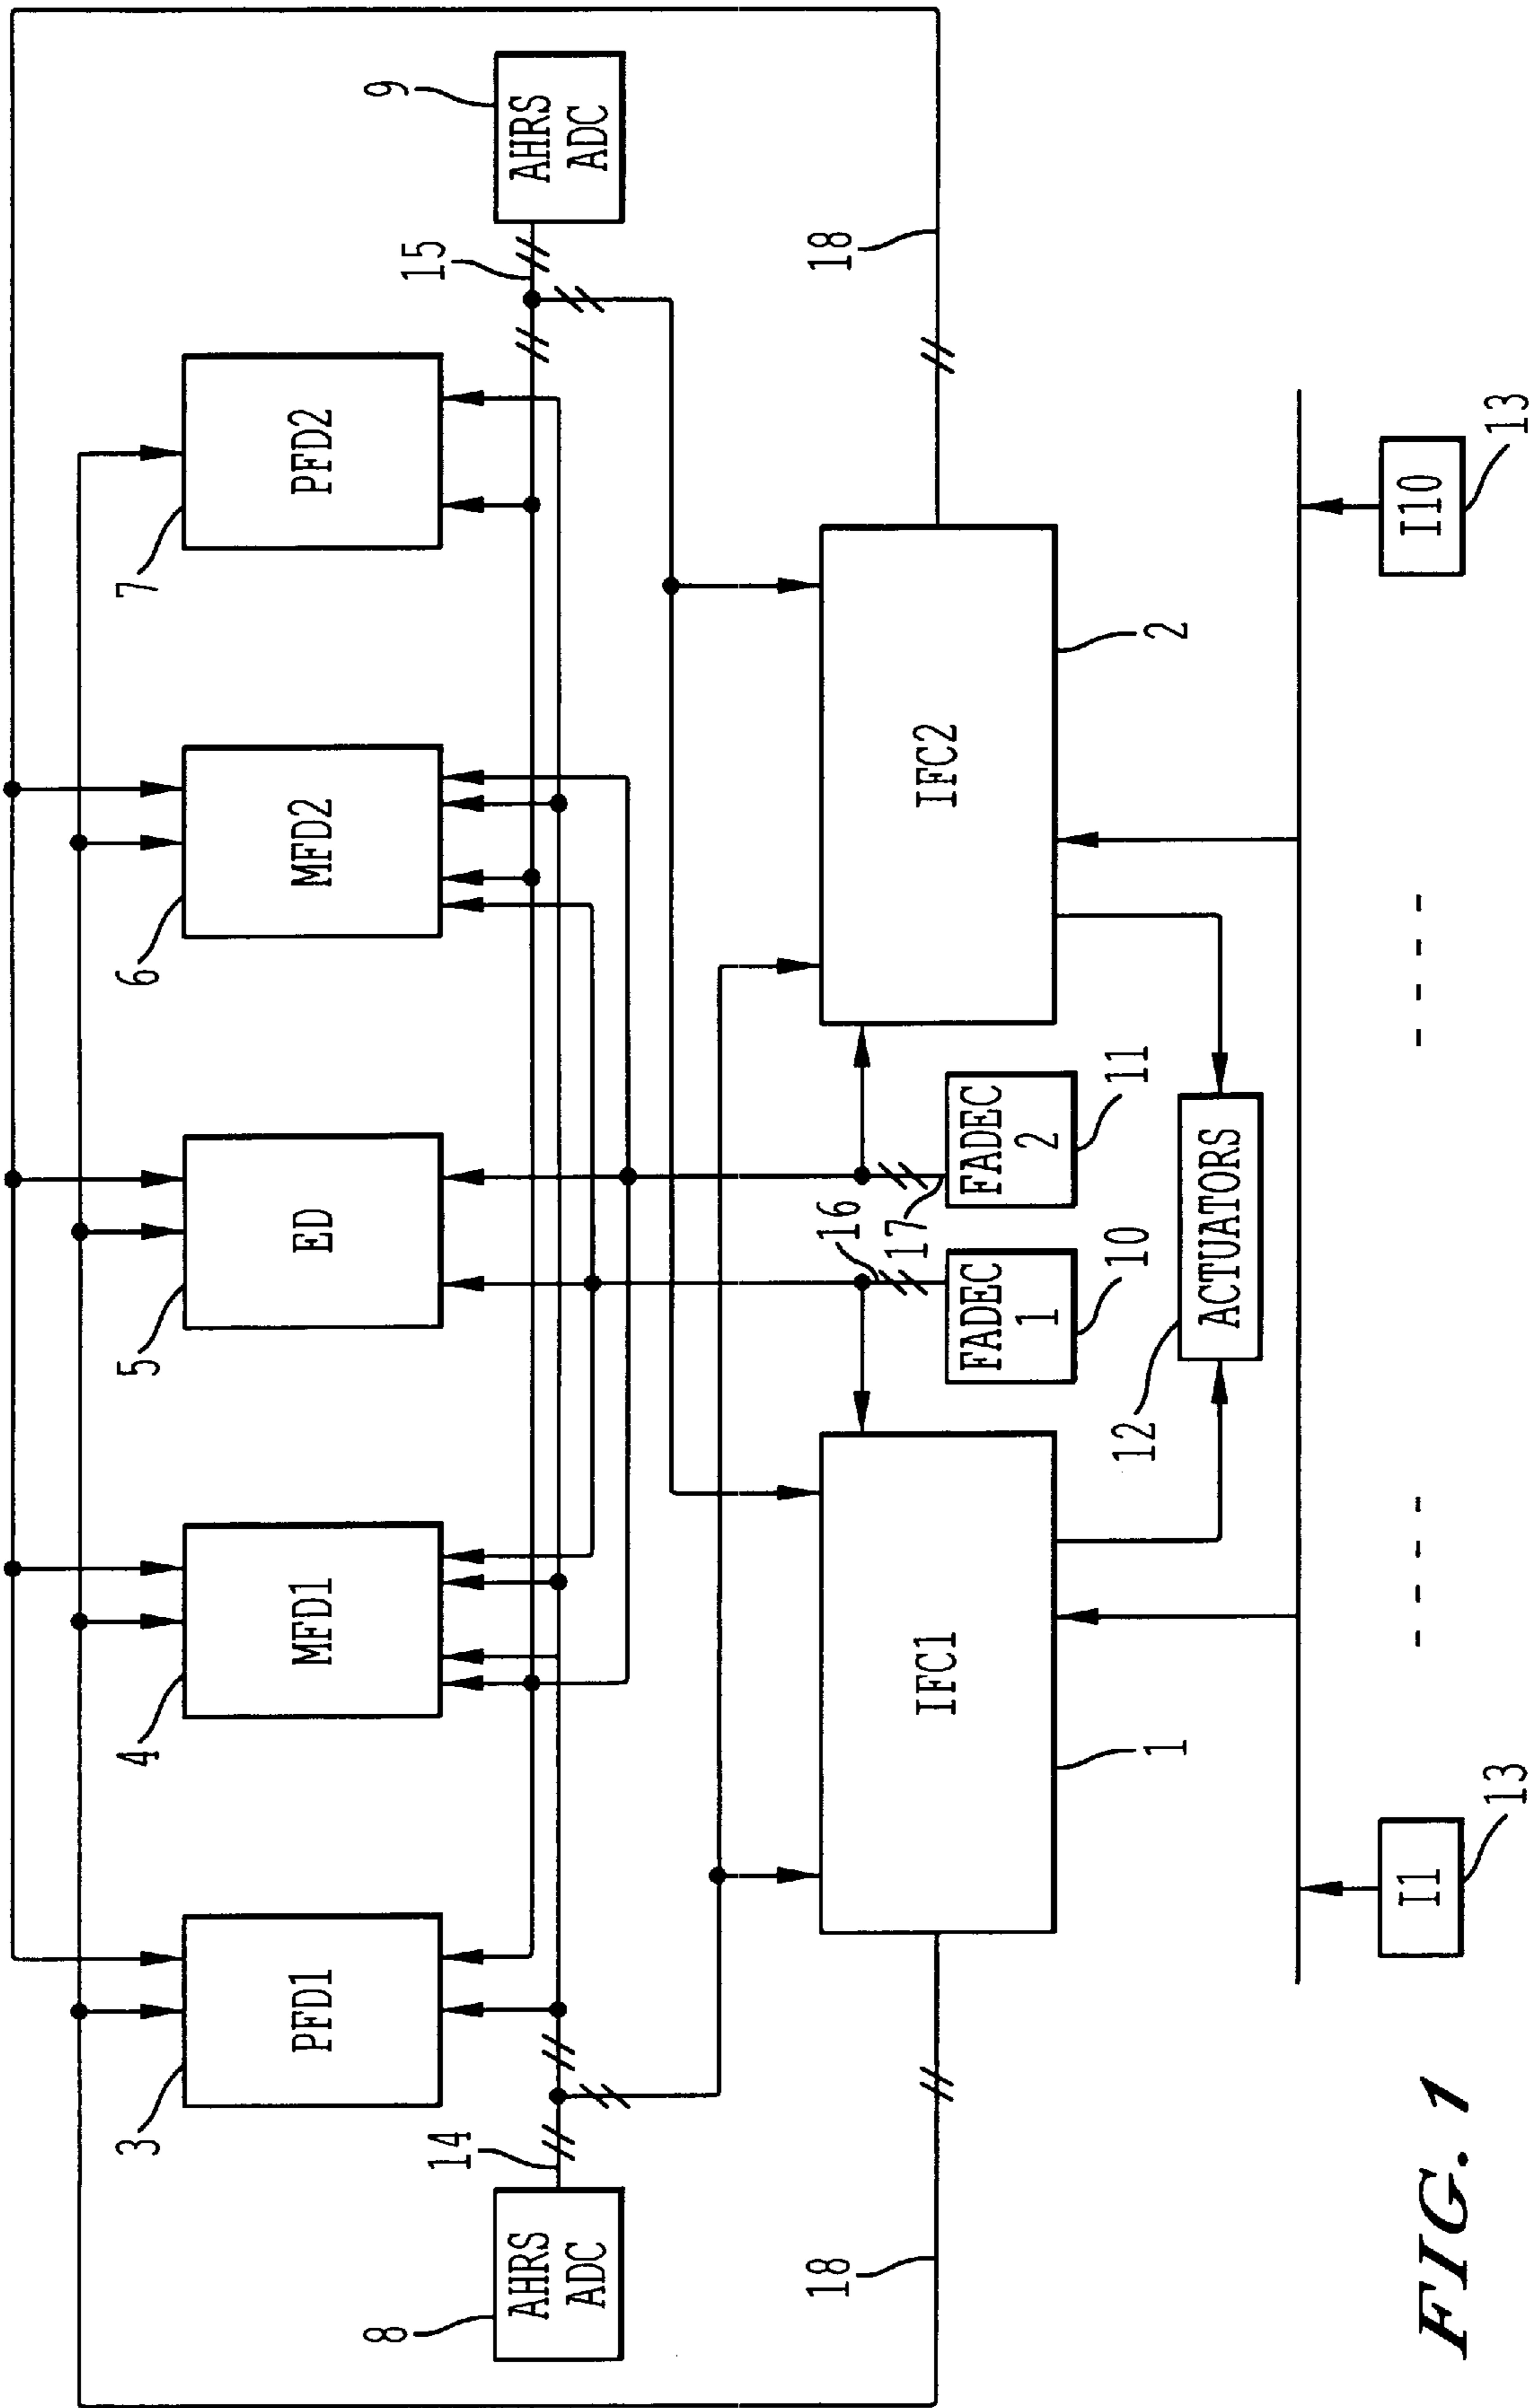 3
PFD1
4
MFD1
5
ED
6
MFD2
7
PFD2
8
AHRS
ADC
14
15
9
AHRS
ADC
18
IFC1
1
16
17
FADEC
1
10
FADEC
2
11
IFC2
2
18
12
ACTUATORS
I1
13
I10
13
FIG. 1